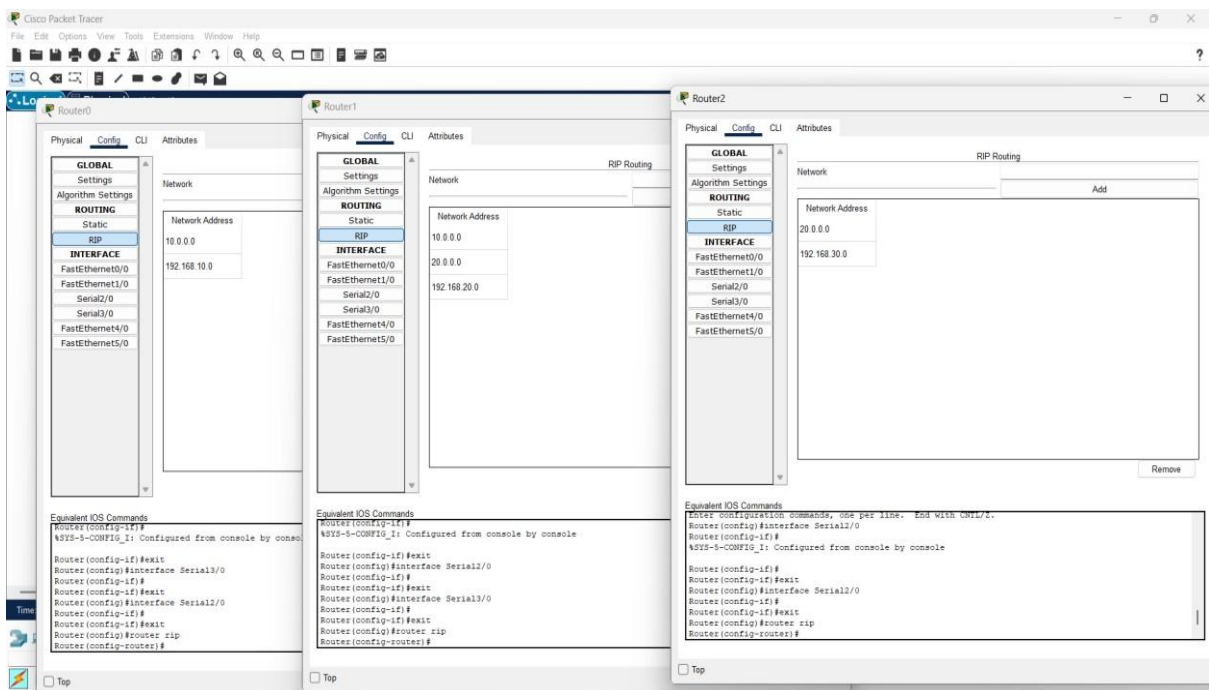 Cisco Packet Tracer
File Edit Options View Tools Extensions Window Help
?
Router0
Physical Config CLI Attributes
GLOBAL
Settings
Algorithm Settings
ROUTING
Static
RIP
INTERFACE
FastEthernet0/0
FastEthernet1/0
Serial2/0
Serial3/0
FastEthernet4/0
FastEthernet5/0
Network
Network Address
10.0.0.0
192.168.10.0
Equivalent IOS Commands
Router(config-if)#
%SYS-5-CONFIG_I: Configured from console by
Router(config-if)#exit
Router(config)#interface Serial3/0
Router(config-if)#
Router(config-if)#exit
Router(config)#interface Serial2/0
Router(config-if)#
Router(config-if)#exit
Router(config)#router rip
Router(config-router)#
Top
Time
Router1
Physical Config CLI Attributes
GLOBAL
Settings
Algorithm Settings
ROUTING
Static
RIP
INTERFACE
FastEthernet0/0
FastEthernet1/0
Serial2/0
Serial3/0
FastEthernet4/0
FastEthernet5/0
RIP Routing
Network
Network Address
10.0.0.0
20.0.0.0
192.168.20.0
Equivalent IOS Commands
Router(config-if)#
%SYS-5-CONFIG_I: Configured from console by console
Router(config-if)#exit
Router(config)#interface Serial2/0
Router(config-if)#
Router(config-if)#exit
Router(config)#interface Serial3/0
Router(config-if)#
Router(config-if)#exit
Router(config)#router rip
Router(config-router)#
Top
Router2
Physical Config CLI Attributes
GLOBAL
Settings
Algorithm Settings
ROUTING
Static
RIP
INTERFACE
FastEthernet0/0
FastEthernet1/0
Serial2/0
Serial3/0
FastEthernet4/0
FastEthernet5/0
RIP Routing
Network
Add
Network Address
20.0.0.0
192.168.30.0
Remove
Equivalent IOS Commands
Enter configuration commands, one per line. End with CNTL/Z.
Router(config)#interface Serial2/0
Router(config-if)#
%SYS-5-CONFIG_I: Configured from console by console
Router(config-if)#
Router(config-if)#exit
Router(config)#interface Serial2/0
Router(config-if)#
Router(config-if)#exit
Router(config)#router rip
Router(config-router)#
Top